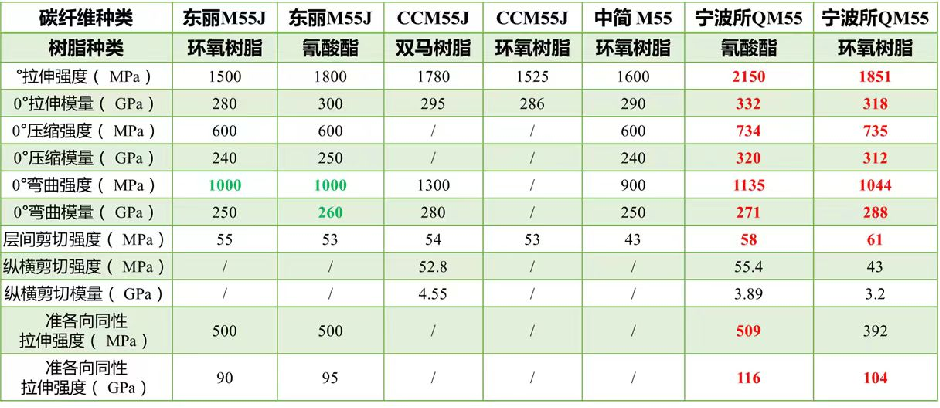 碳纤维种类 东丽M55J 东丽M55J CCM55J CCM55J 中简 M55 宁波所QM55 宁波所QM55
树脂种类 环氧树脂 氰酸酯 双马树脂 环氧树脂 环氧树脂 氰酸酯 环氧树脂
°拉伸强度（ MPa） 1500 1800 1780 1525 1600 2150 1851
0°拉伸模量（ GPa） 280 300 295 286 290 332 318
0°压缩强度（ MPa） 600 600 / / 600 734 735
0°压缩模量（ GPa） 240 250 / / 240 320 312
0°弯曲强度（ MPa） 1000 1000 1300 / 900 1135 1044
0°弯曲模量（ GPa） 250 260 280 / 250 271 288
层间剪切强度（ MPa） 55 53 54 53 43 58 61
纵横剪切强度（ MPa） / / 52.8 / / 55.4 43
纵横剪切模量（ GPa） / / 4.55 / / 3.89 3.2
准各向同性
拉伸强度（ MPa） 500 500 / / / 509 392
准各向同性
拉伸强度（ GPa） 90 95 / / / 116 104